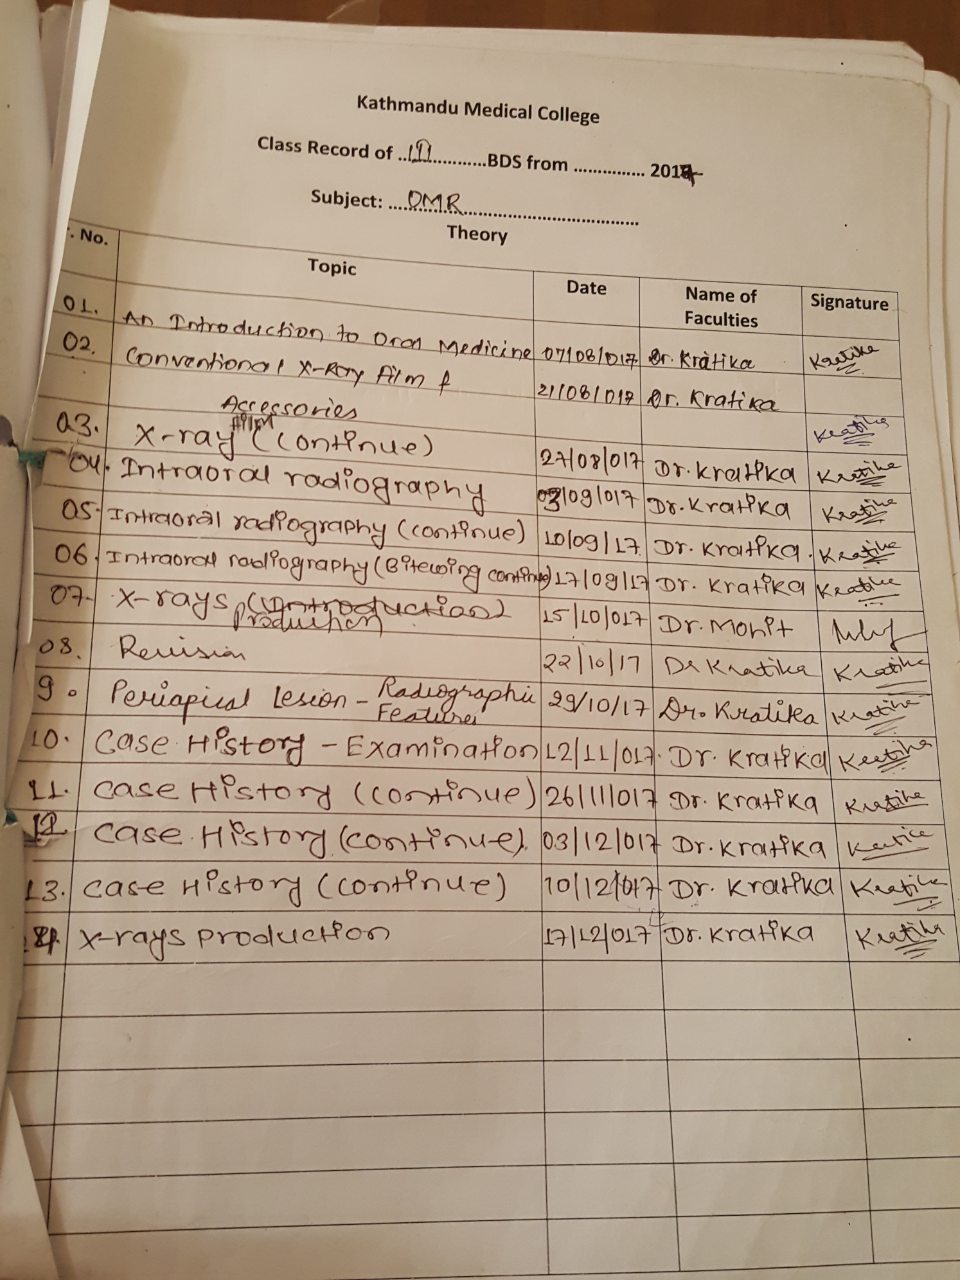 Kathmandu Medical College
Class Record of ..III............BDS from ............... 2017
Subject: ...OMR.......................................
Theory
. No. Topic Date Name of Faculties Signature
01. An Introduction to Oral Medicine 07/08/017 Dr. Kratika Kratika
02. Conventional X-Ray Film & 21/08/017 Dr. Kratika
Accessories Kratika
03. X-ray film (continue) 27/08/017 Dr. Kratika Kratika
04. Intraoral radiography 03/09/017 Dr. Kratika Kratika
05. Intraoral radiography (continue) 10/09/17 Dr. Kratika. Kratika
06. Intraoral radiography (Bitewing continue) 17/09/17 Dr. Kratika Kratika
07. X-rays (Introduction) 15/10/017 Dr. Mohit
Production
08. Revision 22/10/17 Dr Kratika Kratika
9. Periapical Lesion - Radiographic Features 29/10/17 Dr. Kratika Kratika
10. Case History - Examination 12/11/017. Dr. Kratika Kratika
11. Case History (continue) 26/11/017 Dr. Kratika Kratika
12 Case History (continue). 03/12/017 Dr. Kratika Kratika
13. Case History (continue) 10/12/017 Dr. Kratika Kratika
X-rays production 17/12/017 Dr. Kratika Kratika